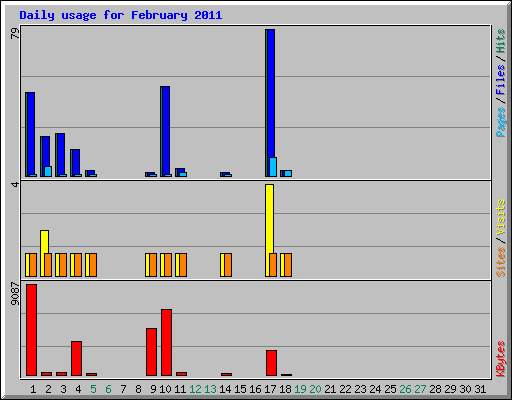 Daily usage for February 2011
79
Pages / Files / Hits
4
Sites / Visits
9087
KBytes
1 2 3 4 5 6 7 8 9 10 11 12 13 14 15 16 17 18 19 20 21 22 23 24 25 26 27 28 29 30 31